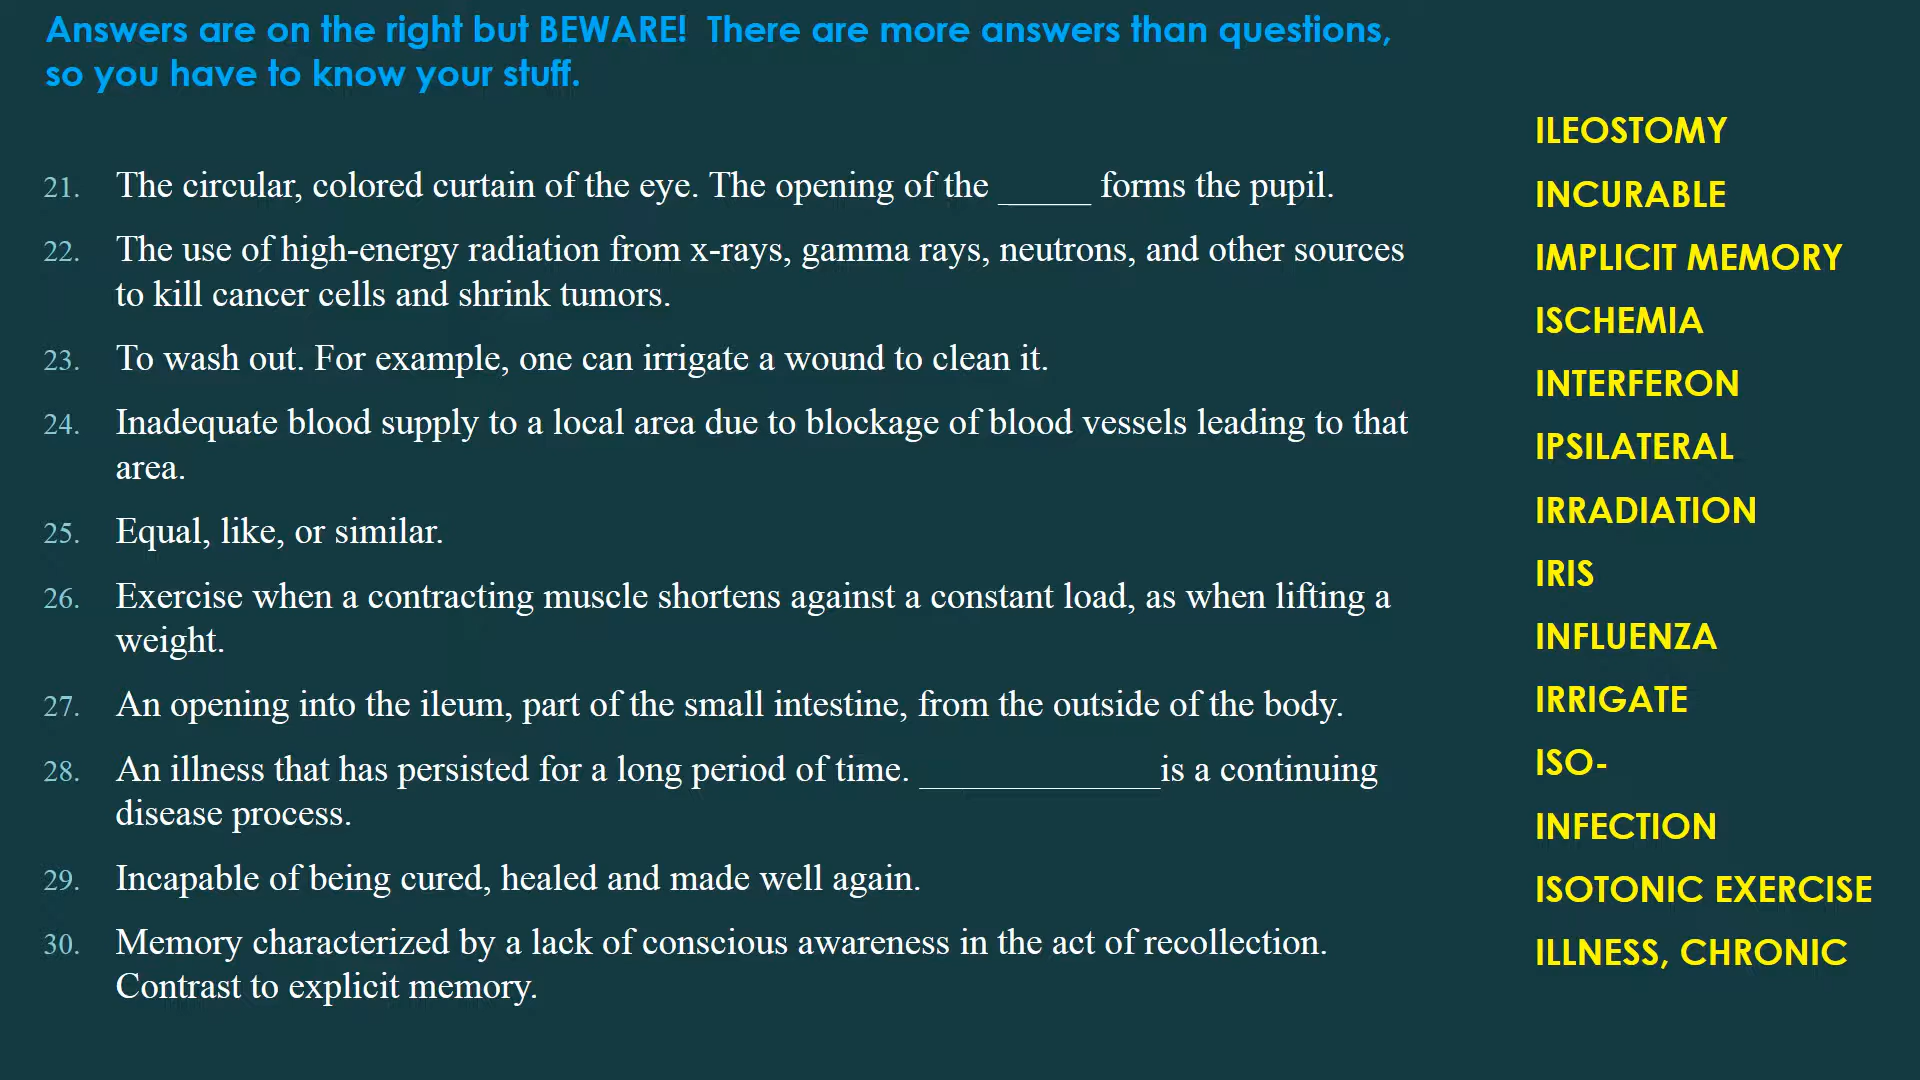 Answers are on the right but BEWARE!  There are more answers than questions,
so you have to know your stuff.
21. The circular, colored curtain of the eye. The opening of the _____ forms the pupil.
22. The use of high-energy radiation from x-rays, gamma rays, neutrons, and other sources
to kill cancer cells and shrink tumors.
23. To wash out. For example, one can irrigate a wound to clean it.
24. Inadequate blood supply to a local area due to blockage of blood vessels leading to that
area.
25. Equal, like, or similar.
26. Exercise when a contracting muscle shortens against a constant load, as when lifting a
weight.
27. An opening into the ileum, part of the small intestine, from the outside of the body.
28. An illness that has persisted for a long period of time. _____________is a continuing
disease process.
29. Incapable of being cured, healed and made well again.
30. Memory characterized by a lack of conscious awareness in the act of recollection.
Contrast to explicit memory.
ILEOSTOMY
INCURABLE
IMPLICIT MEMORY
ISCHEMIA
INTERFERON
IPSILATERAL
IRRADIATION
IRIS
INFLUENZA
IRRIGATE
ISO-
INFECTION
ISOTONIC EXERCISE
ILLNESS, CHRONIC